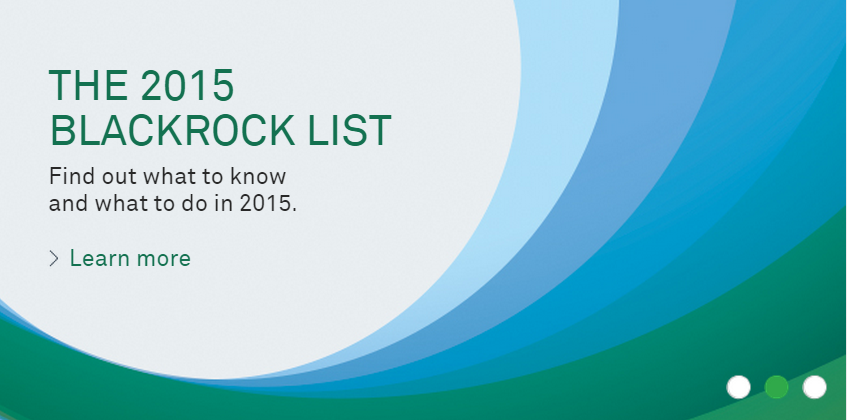 THE 2015
BLACKROCK LIST
Find out what to know
and what to do in 2015.
> Learn more